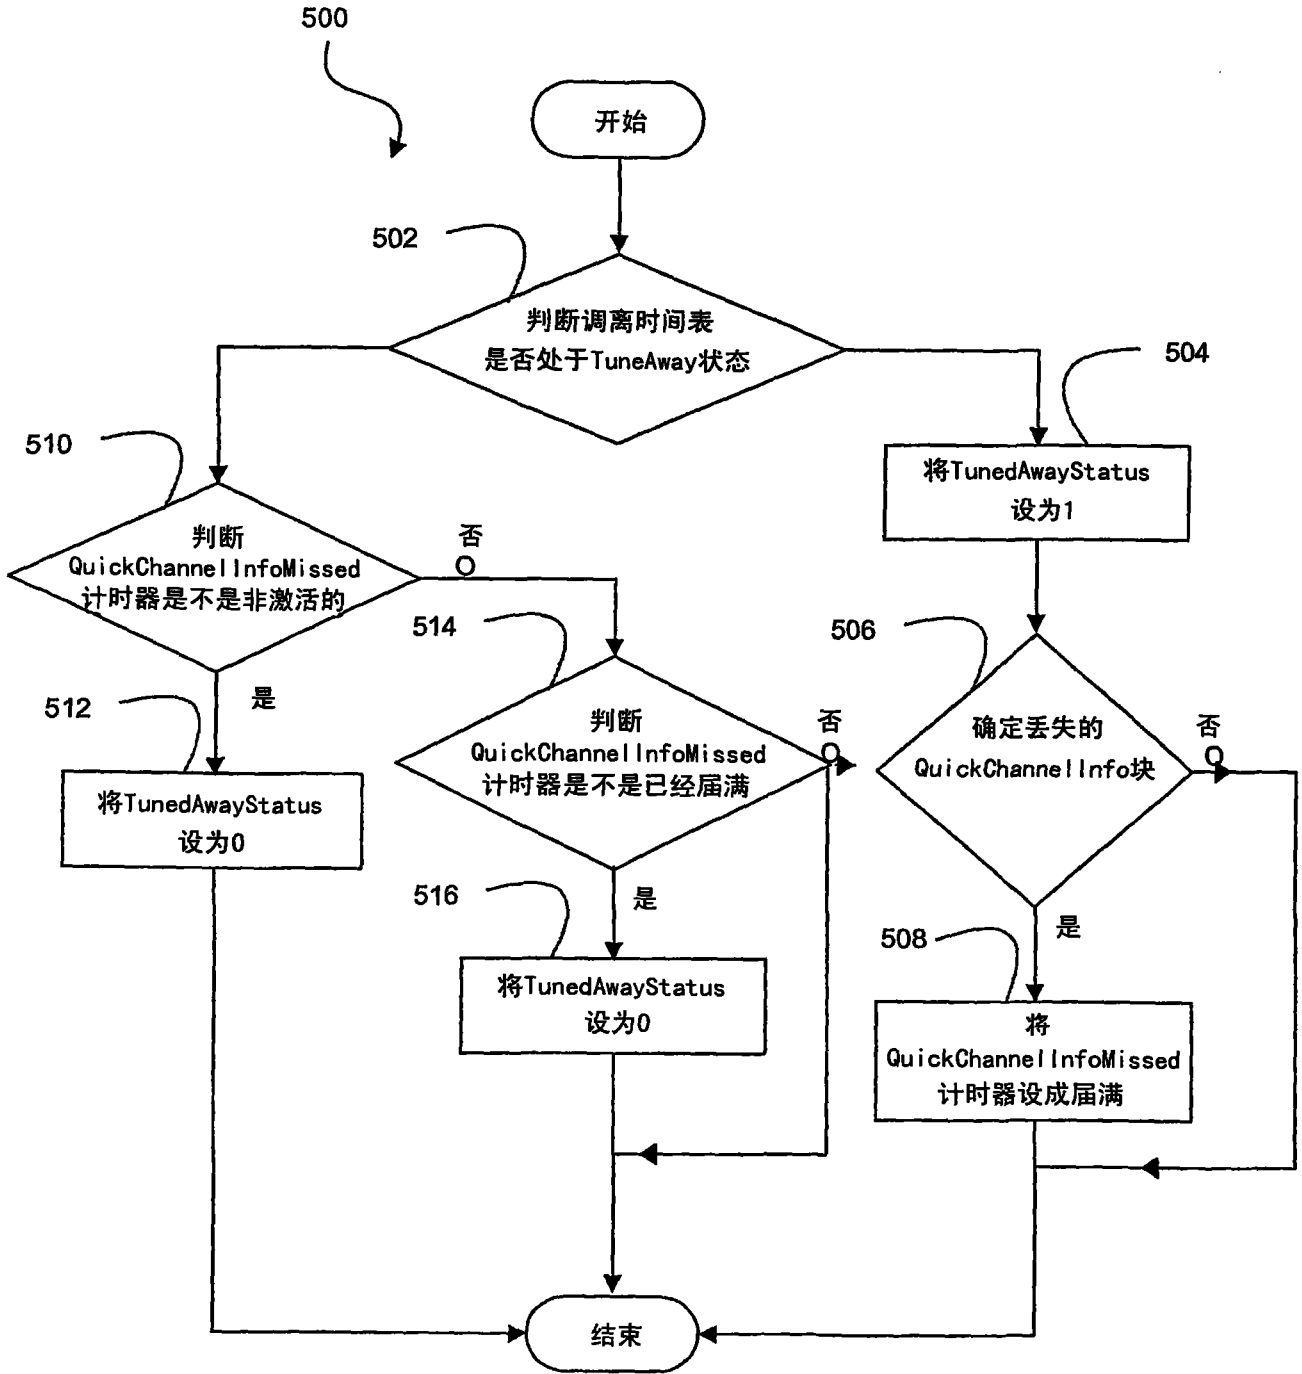 500
开始
502
判断调离时间表
是否处于TuneAway状态
504
将TunedAwayStatus
设为1
510
判断
QuickChannelInfoMissed
计时器是不是非激活的
否
O
514
506
判断
QuickChannelInfoMissed
计时器是不是已经届满
否
O
确定丢失的
QuickChannelInfo块
否
O
是
512
将TunedAwayStatus
设为0
是
516
将TunedAwayStatus
设为0
是
508
将
QuickChannelInfoMissed
计时器设成届满
结束